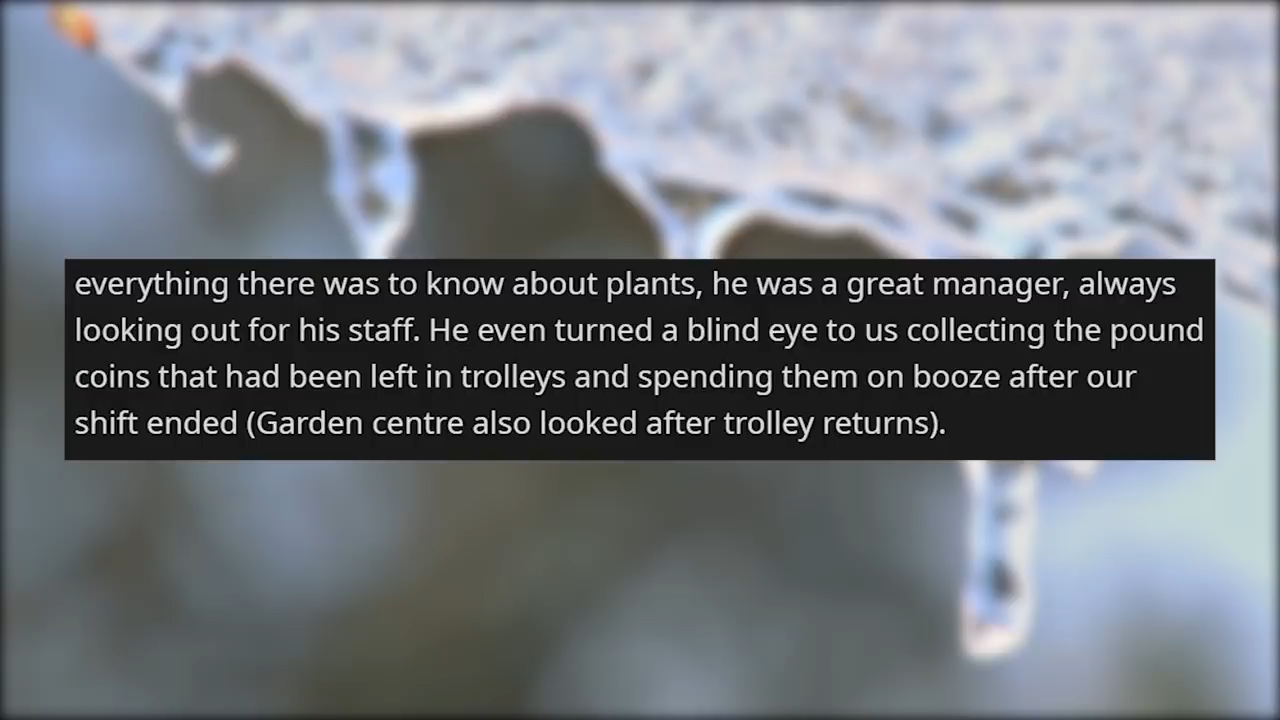 everything there was to know about plants, he was a great manager, always
looking out for his staff. He even turned a blind eye to us collecting the pound
coins that had been left in trolleys and spending them on booze after our
shift ended (Garden centre also looked after trolley returns).